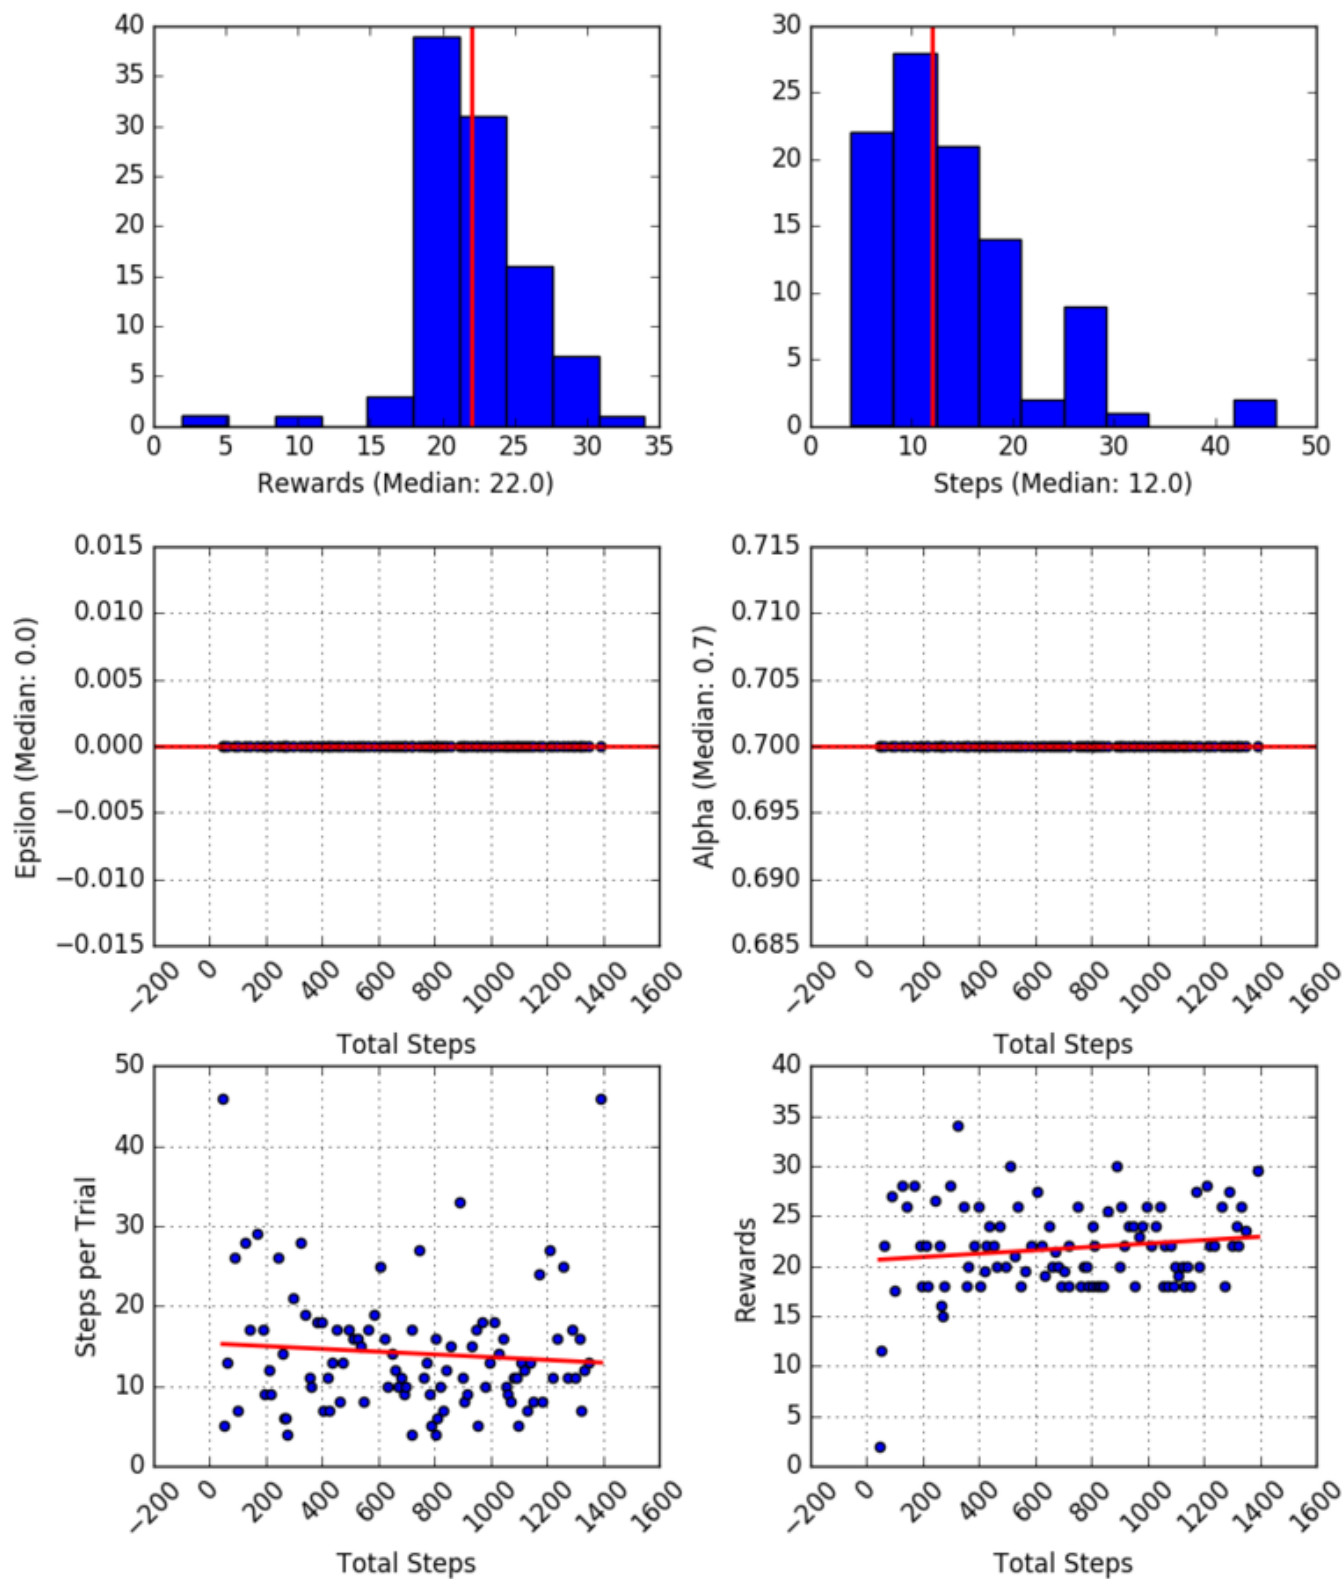 40
35
30
25
20
15
10
5
0
0 5 10 15 20 25 30 35
Rewards (Median: 22.0)
30
25
20
15
10
5
0
0 10 20 30 40 50
Steps (Median: 12.0)
Epsilon (Median: 0.0)
0.015
0.010
0.005
0.000
−0.005
−0.010
−0.015
−200 0 200 400 600 800 1000 1200 1400 1600
Total Steps
Alpha (Median: 0.7)
0.715
0.710
0.705
0.700
0.695
0.690
0.685
−200 0 200 400 600 800 1000 1200 1400 1600
Total Steps
Steps per Trial
50
40
30
20
10
0
−200 0 200 400 600 800 1000 1200 1400 1600
Total Steps
Rewards
40
35
30
25
20
15
10
5
0
−200 0 200 400 600 800 1000 1200 1400 1600
Total Steps